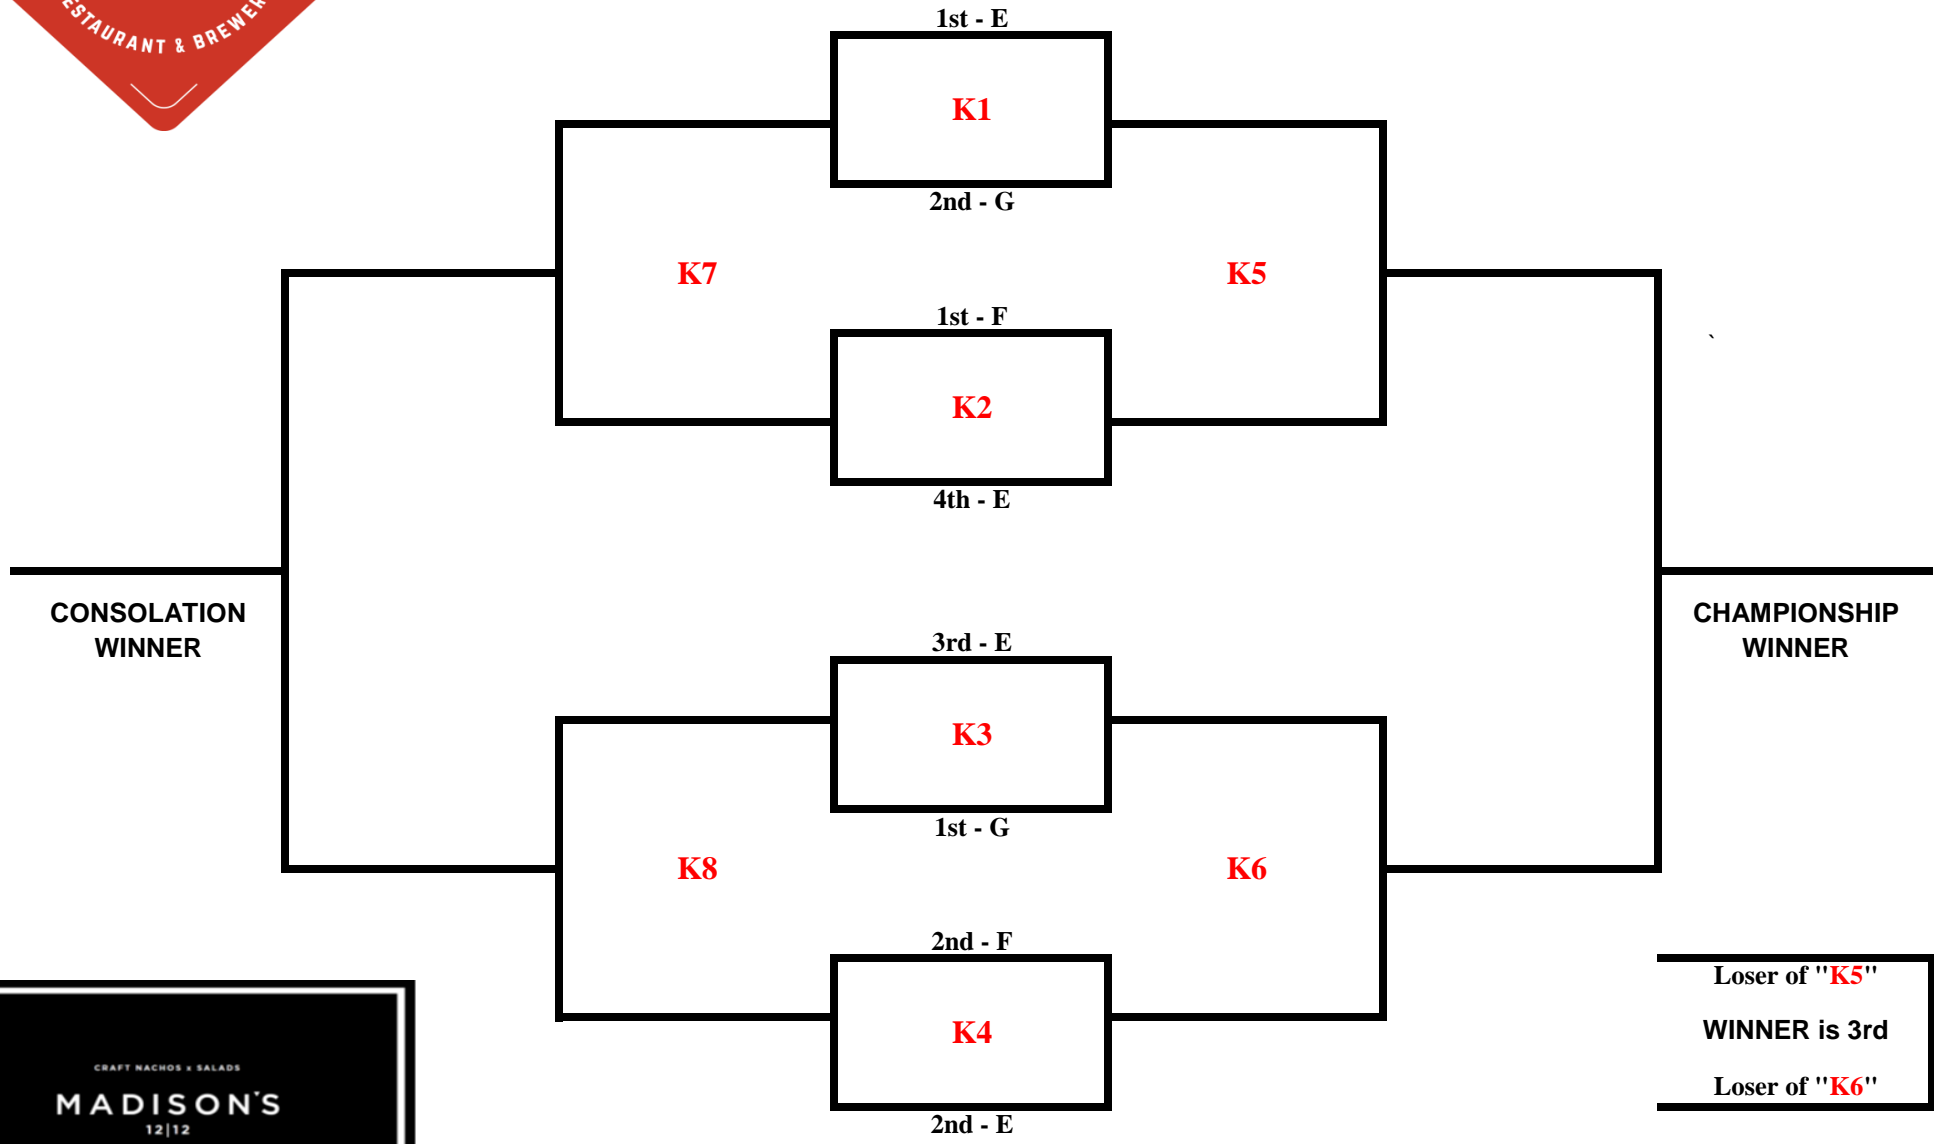 ESTAURANT & BREWER
1st - E
K1
2nd - G
K7
K5
1st - F
`
K2
4th - E
CONSOLATION
WINNER
CHAMPIONSHIP
WINNER
3rd - E
K3
1st - G
K8
K6
2nd - F
Loser of "K5"
WINNER is 3rd
Loser of "K6"
K4
2nd - E
CRAFT NACHOS x SALADS
MADISON'S
12|12